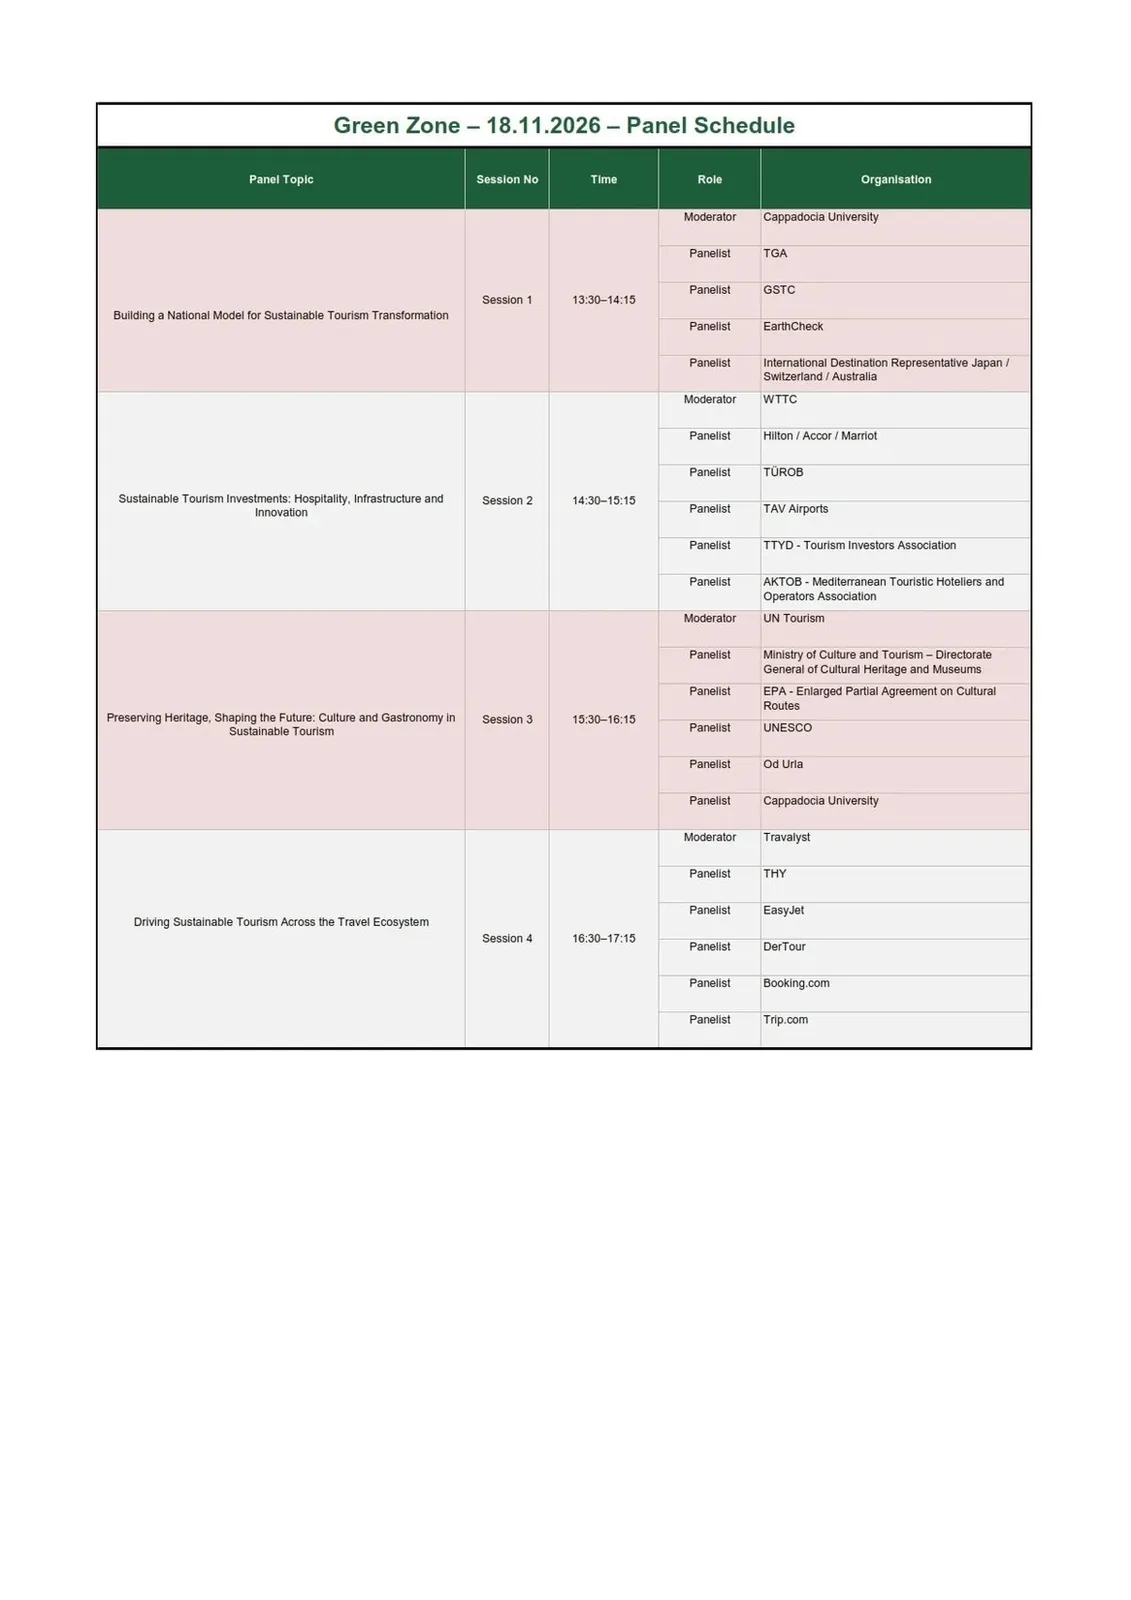 Green Zone – 18.11.2026 – Panel Schedule
Panel Topic Session No Time Role Organisation
Building a National Model for Sustainable Tourism Transformation
Session 1
13:30–14:15
Moderator Cappadocia University
Panelist TGA
Panelist GSTC
Panelist EarthCheck
Panelist International Destination Representative Japan /
Switzerland / Australia
Sustainable Tourism Investments: Hospitality, Infrastructure and
Innovation
Session 2
14:30–15:15
Moderator WTTC
Panelist Hilton / Accor / Marriot
Panelist TÜROB
Panelist TAV Airports
Panelist TTYD - Tourism Investors Association
Panelist AKTOB - Mediterranean Touristic Hoteliers and
Operators Association
Preserving Heritage, Shaping the Future: Culture and Gastronomy in
Sustainable Tourism
Session 3
15:30–16:15
Moderator UN Tourism
Panelist Ministry of Culture and Tourism – Directorate
General of Cultural Heritage and Museums
Panelist EPA - Enlarged Partial Agreement on Cultural
Routes
Panelist UNESCO
Panelist Od Urla
Panelist Cappadocia University
Driving Sustainable Tourism Across the Travel Ecosystem
Session 4
16:30–17:15
Moderator Travalyst
Panelist THY
Panelist EasyJet
Panelist DerTour
Panelist Booking.com
Panelist Trip.com